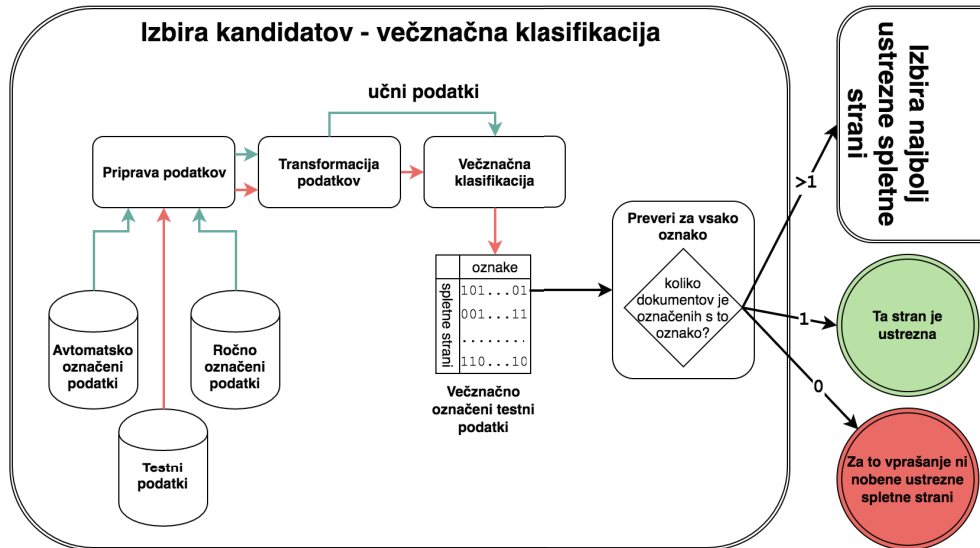 Izbira kandidatov - večznačna klasifikacija
učni podatki
Priprava podatkov
Transformacija
podatkov
Večznačna
klasifikacija
Avtomatsko
označeni
podatki
Ročno
označeni
podatki
Testni
podatki
oznake
spletne strani
101...01
001...11
........
110...10
Večznačno
označeni testni
podatki
Preveri za vsako
oznako
koliko
dokumentov je
označenih s to
oznako?
>1
1
0
Izbira najbolj
ustrezne spletne
strani
Ta stran je
ustrezna
Za to vprašanje ni
nobene ustrezne
spletne strani